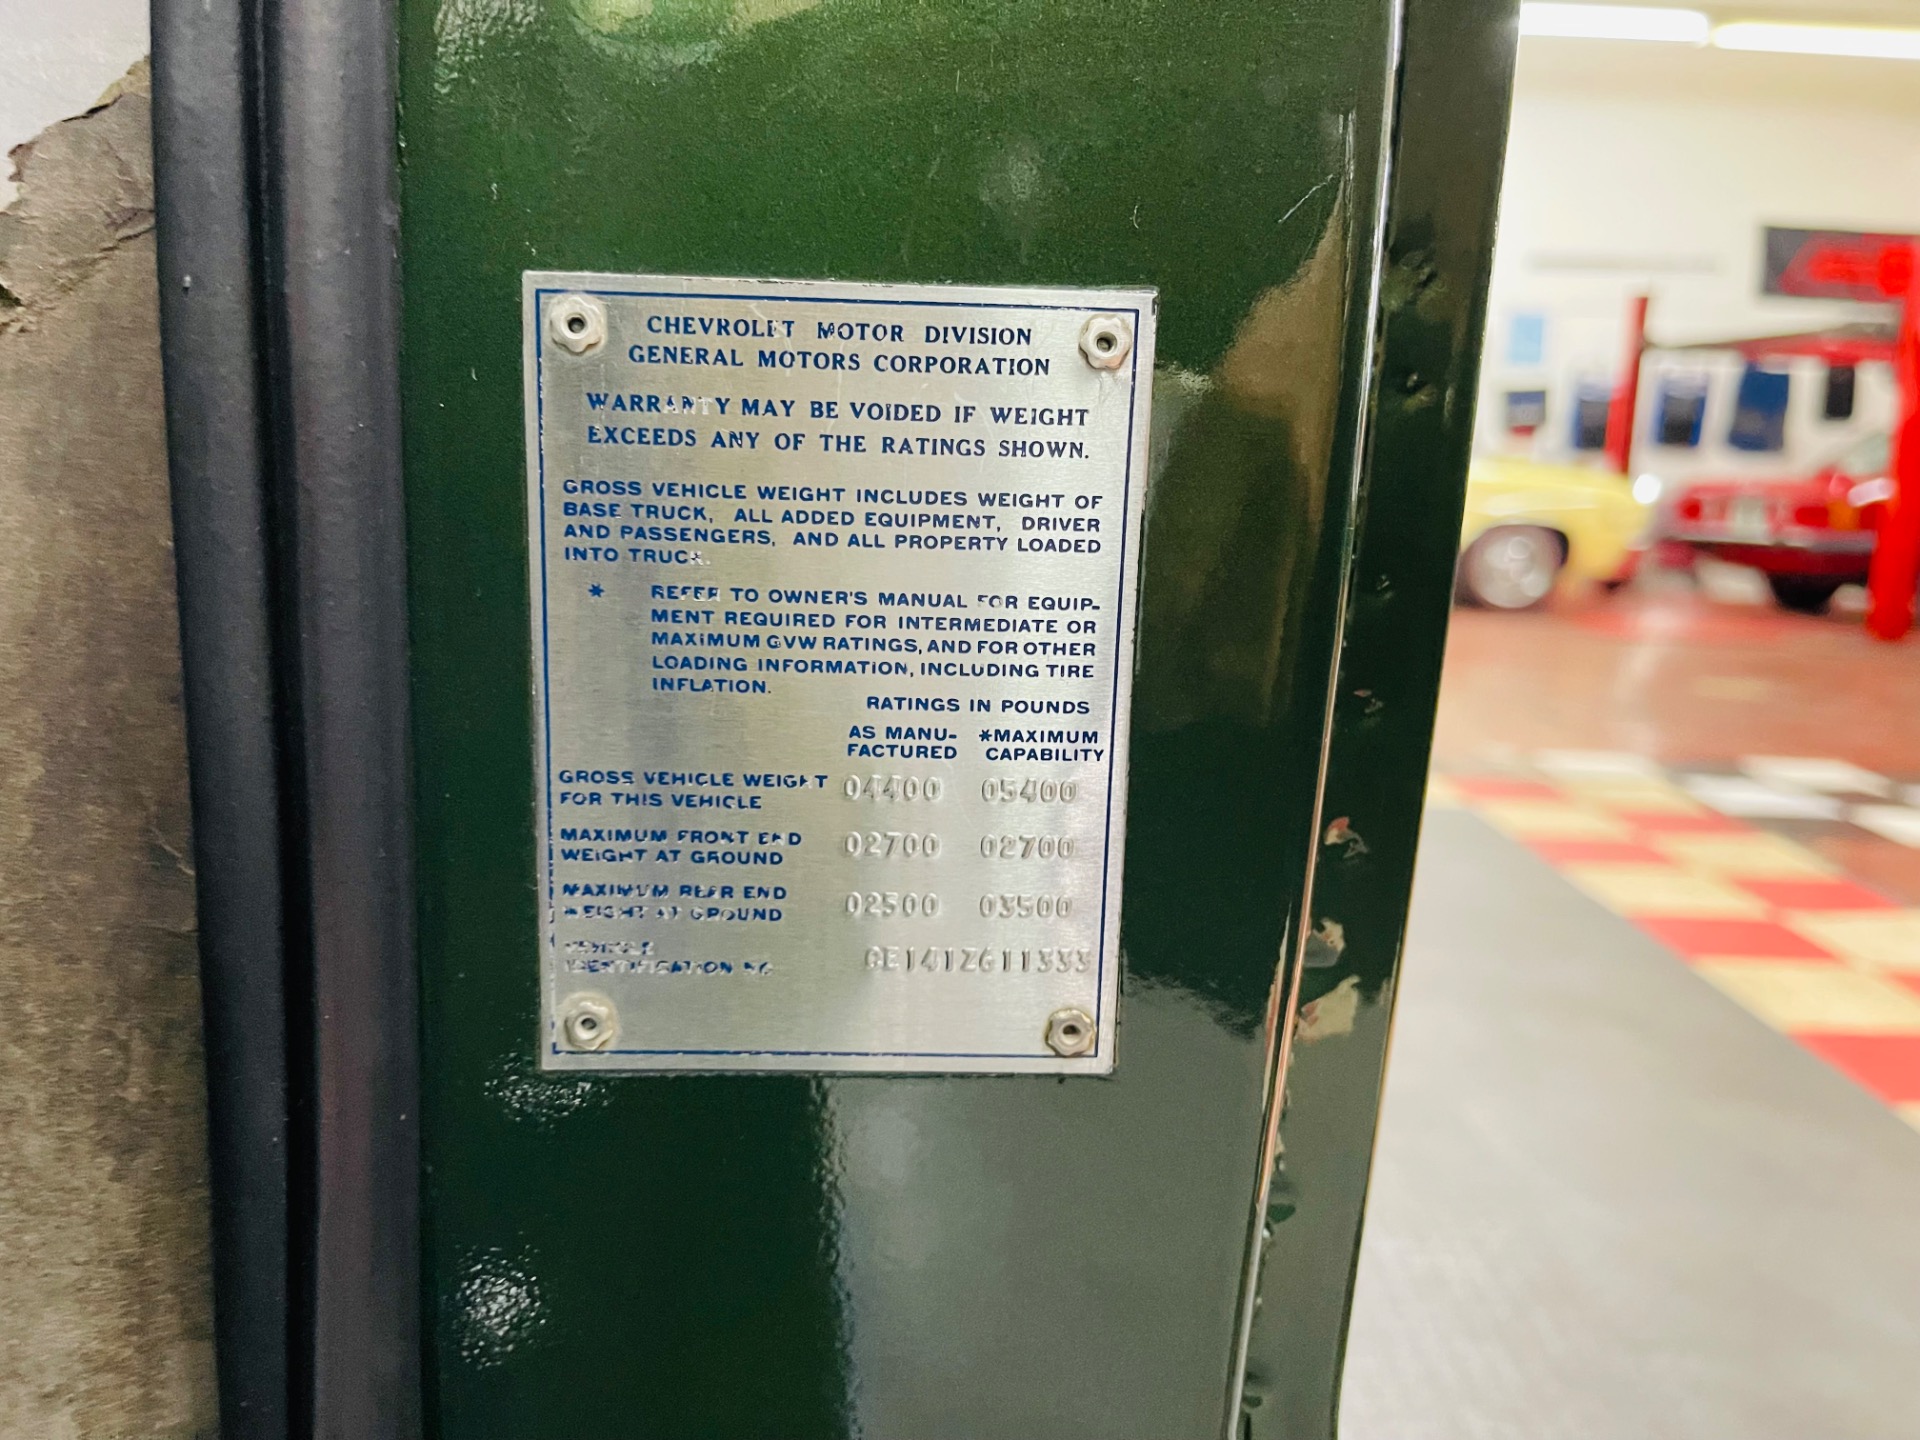 CHEVROLET MOTOR DIVISION
GENERAL MOTORS CORPORATION
WARRANTY MAY BE VOIDED IF WEIGHT
EXCEEDS ANY OF THE RATINGS SHOWN.
GROSS VEHICLE WEIGHT INCLUDES WEIGHT OF
BASE TRUCK, ALL ADDED EQUIPMENT, DRIVER
AND PASSENGERS, AND ALL PROPERTY LOADED
INTO TRUCK.
* REFER TO OWNER'S MANUAL FOR EQUIP-
MENT REQUIRED FOR INTERMEDIATE OR
MAXIMUM GVW RATINGS, AND FOR OTHER
LOADING INFORMATION, INCLUDING TIRE
INFLATION.
RATINGS IN POUNDS
AS MANU- *MAXIMUM
FACTURED CAPABILITY
GROSS VEHICLE WEIGHT 04400 05400
FOR THIS VEHICLE
MAXIMUM FRONT END 02700 02700
WEIGHT AT GROUND
MAXIMUM REAR END 02500 03500
WEIGHT AT GROUND
VEHICLE
IDENTIFICATION NO CE141Z611333